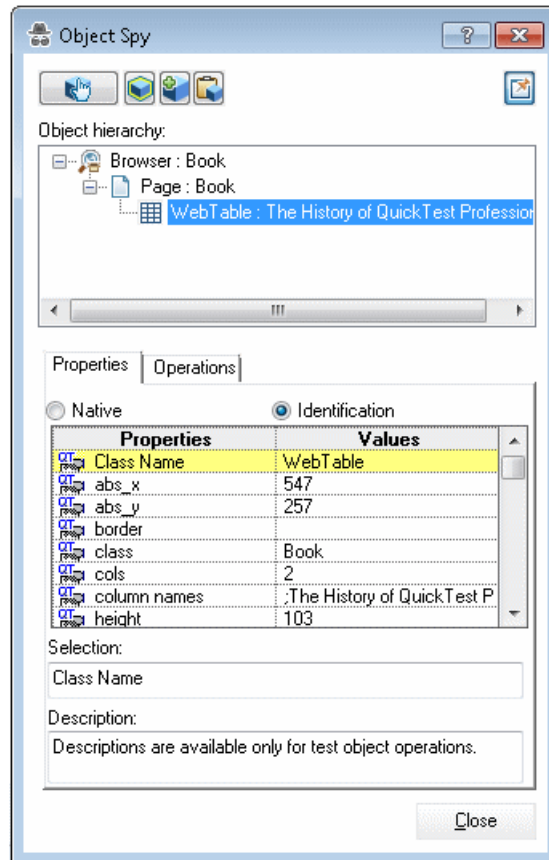 Object Spy
Object hierarchy:
Browser : Book
Page : Book
WebTable : The History of QuickTest Profession
Properties Operations
Native Identification
Properties Values
Class Name WebTable
abs_x 547
abs_y 257
border
class Book
cols 2
column names ;The History of QuickTest P
height 103
Selection:
Class Name
Description:
Descriptions are available only for test object operations.
Close